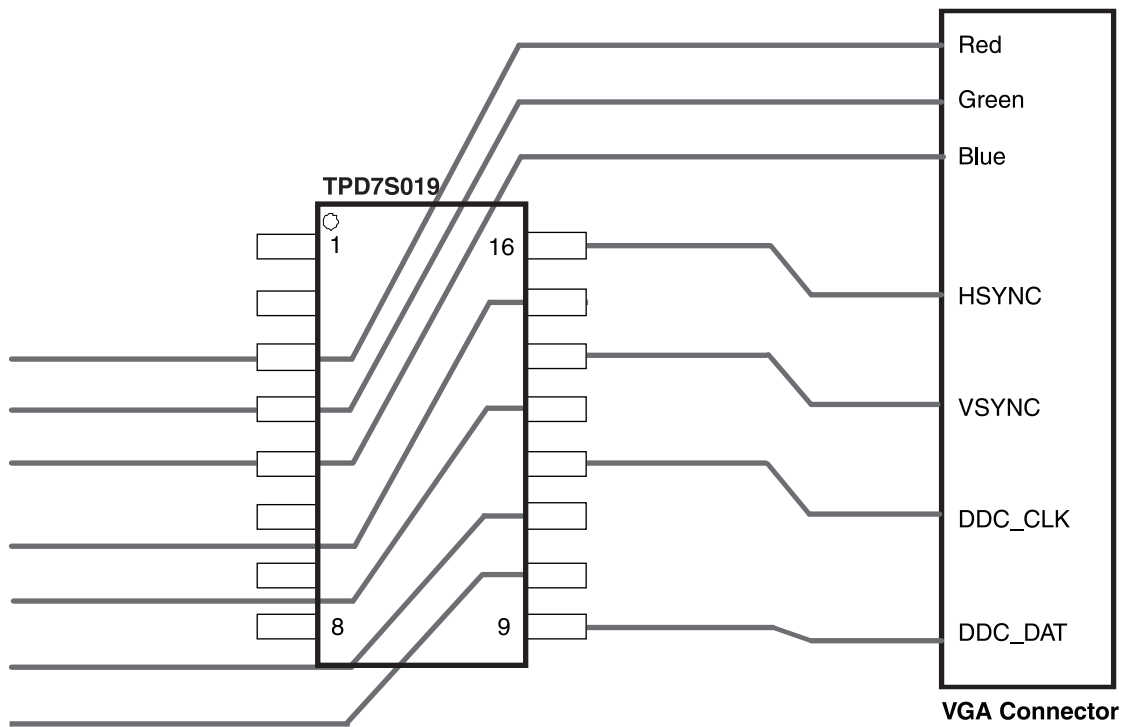 Red
Green
Blue
TPD7S019
1
16
HSYNC
VSYNC
DDC_CLK
8
9
DDC_DAT
VGA Connector